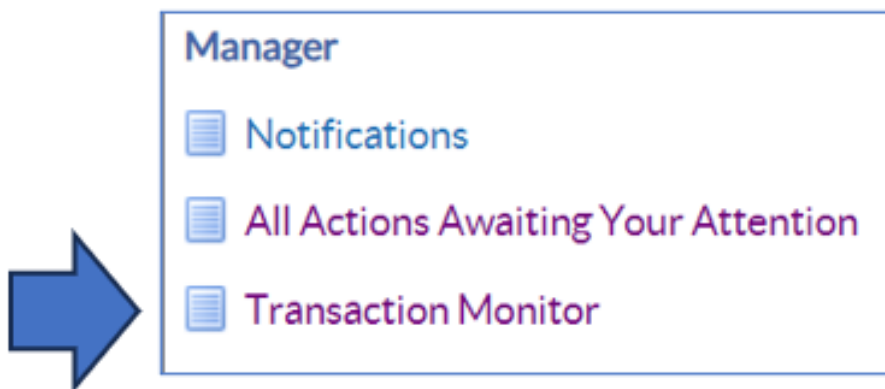 Manager
Notifications
All Actions Awaiting Your Attention
Transaction Monitor